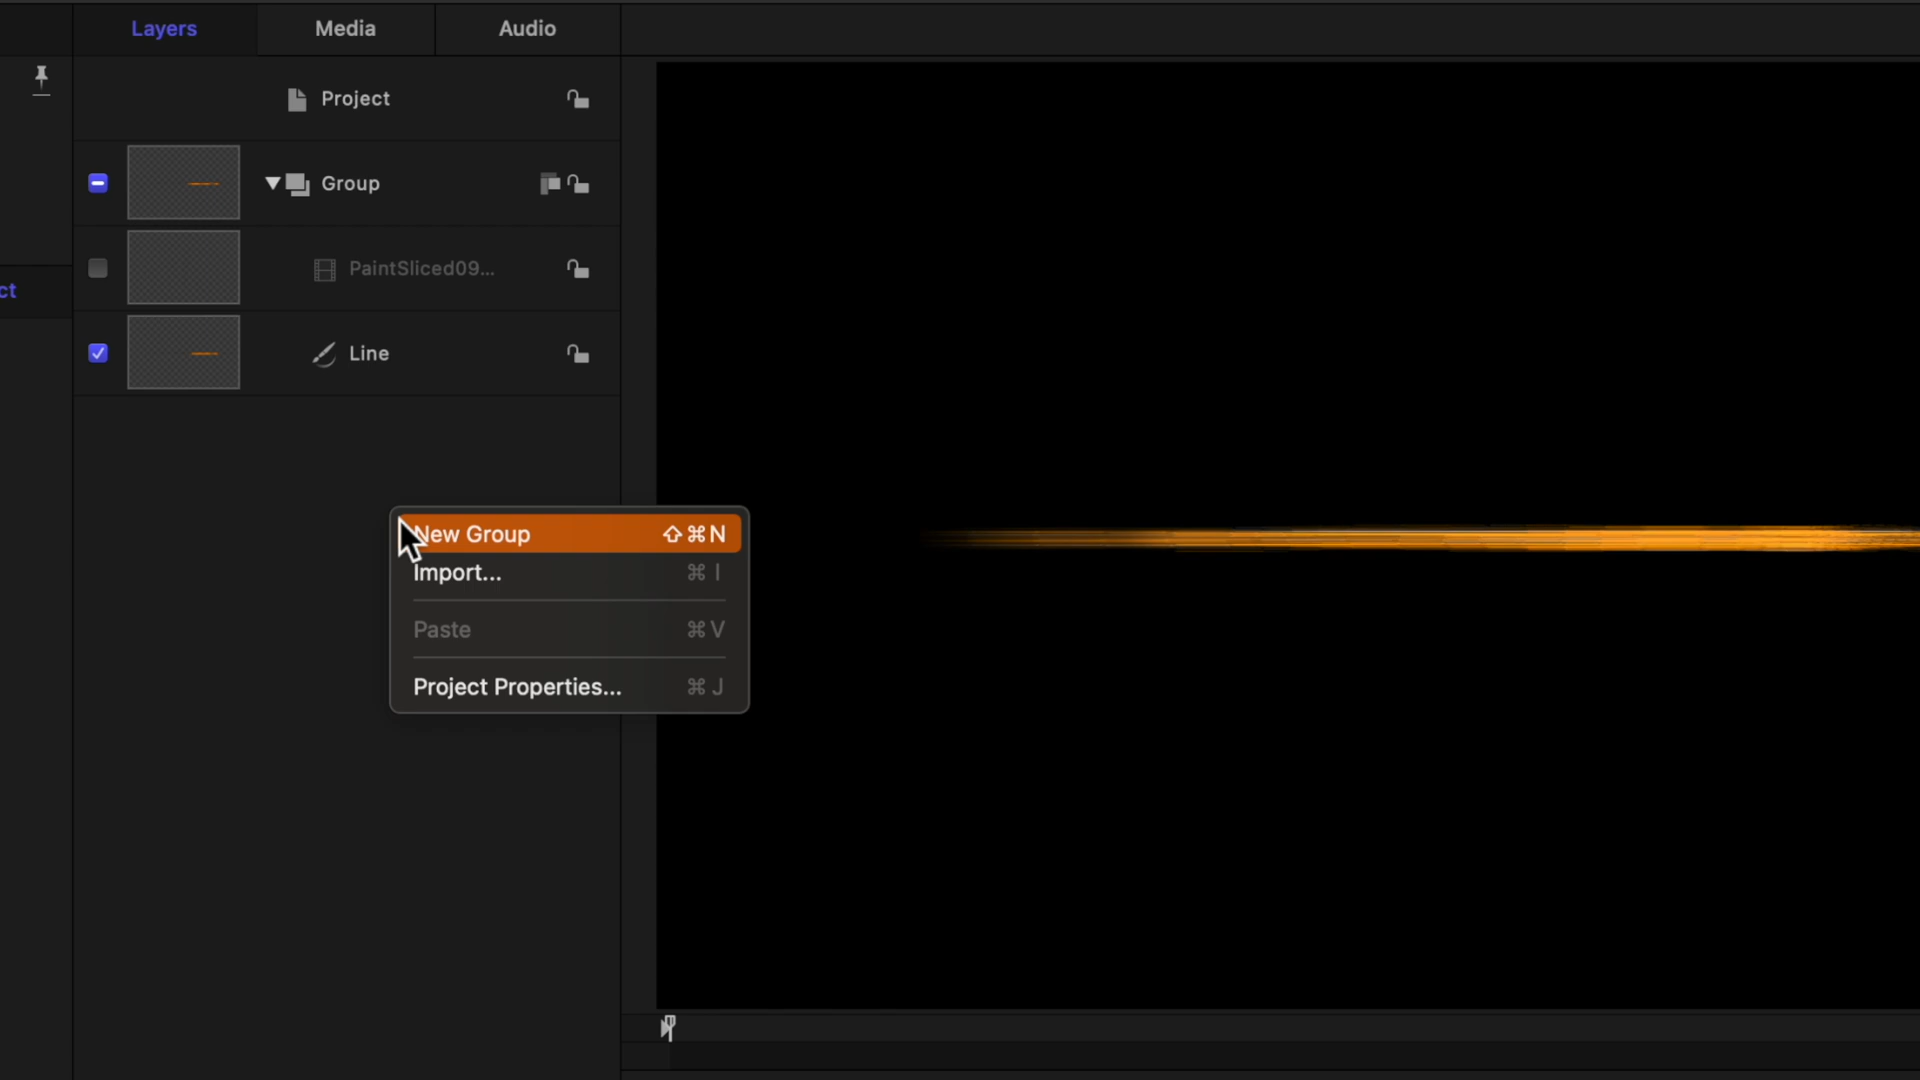 Layers
Media
Audio
Project
Group
PaintSliced09...
ct
Line
New Group ⇧⌘N
Import... ⌘I
Paste ⌘V
Project Properties... ⌘J